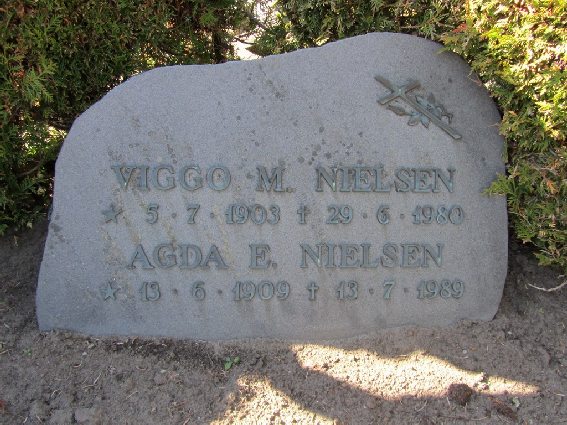 VIGGO M. NIELSEN
★ 5 · 7 · 1903 † 29 · 6 · 1980
AGDA E. NIELSEN
★ 13 · 6 · 1909 † 13 · 7 · 1989